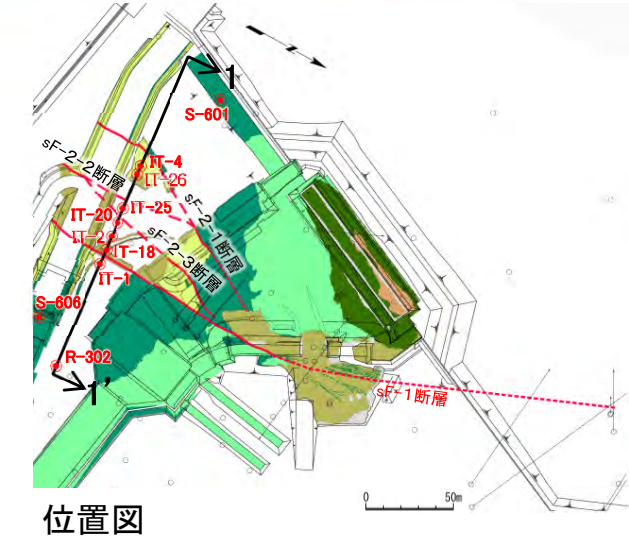 1
S-601
IT-4
IT-26
sF-2-2断層
sF-2-1断層
IT-25
IT-20
IT-2
sF-2-3断層
IT-18
IT-1
S-606
R-302
1'
sF-1断層
0 50m
位置図